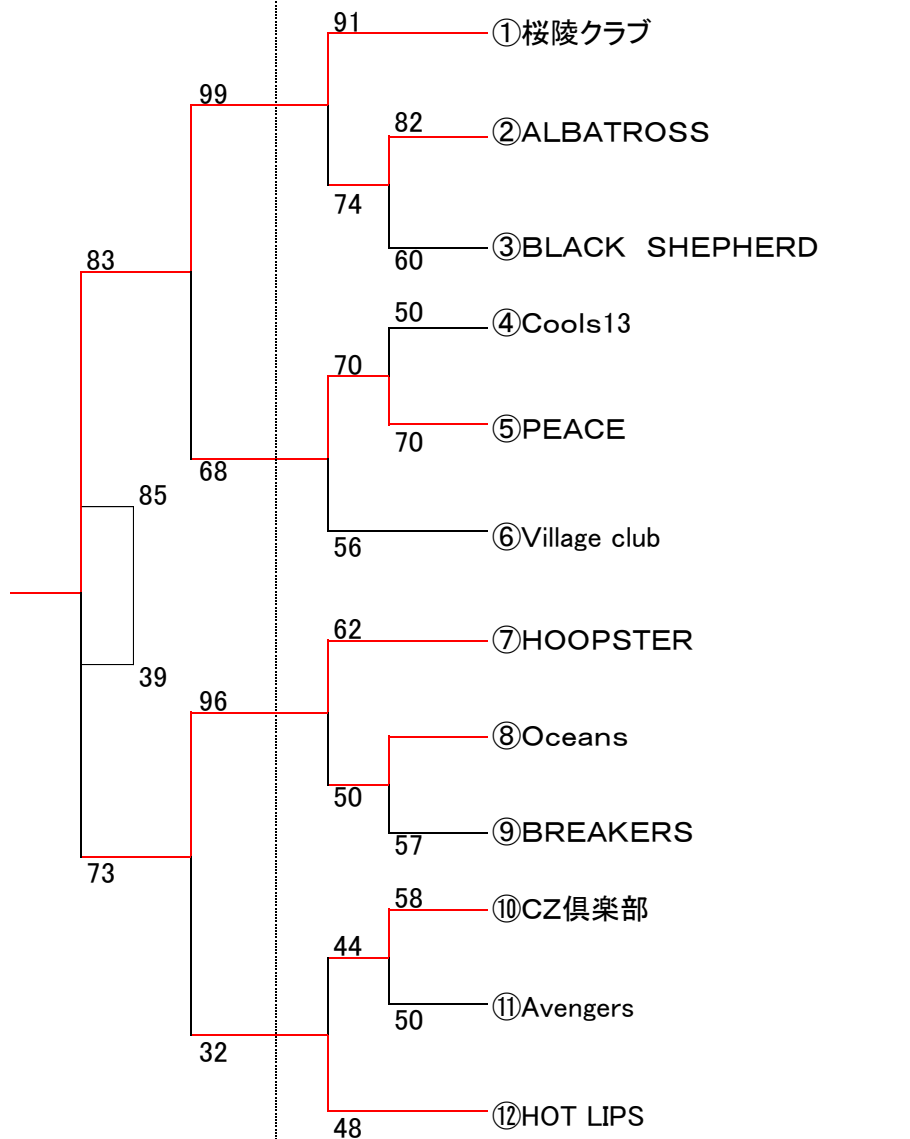 91
①桜陵クラブ
99
82
②ALBATROSS
74
③BLACK　SHEPHERD
60
83
50
④Cools13
70
⑤PEACE
70
68
85
⑥Village club
56
62
⑦HOOPSTER
39
96
⑧Oceans
50
⑨BREAKERS
57
73
58
⑩CZ倶楽部
44
⑪Avengers
50
32
⑫HOT LIPS
48